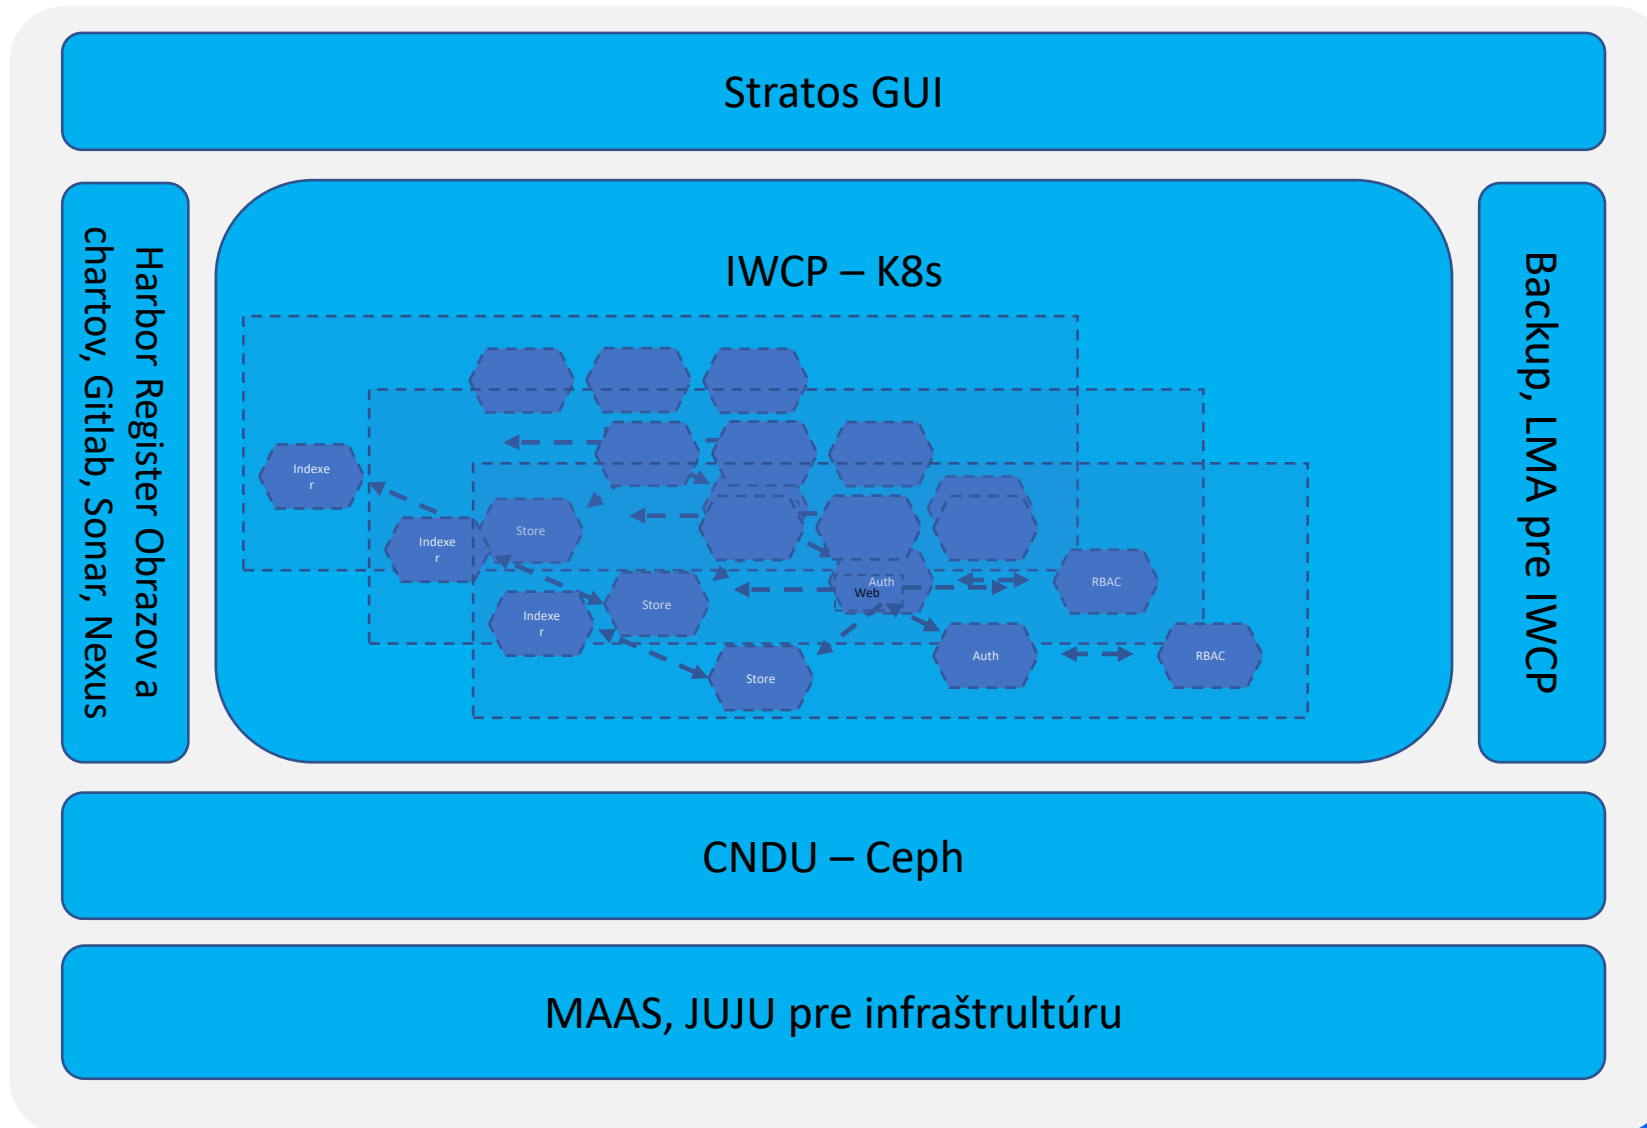 Stratos GUI
Harbor Register Obrazov a
chartov, Gitlab, Sonar, Nexus
IWCP – K8s
Backup, LMA pre IWCP
Indexe
r
Store
Indexe
r
Auth
RBAC
Web
Store
Indexe
r
Auth
RBAC
Store
CNDU – Ceph
MAAS, JUJU pre infraštrultúru